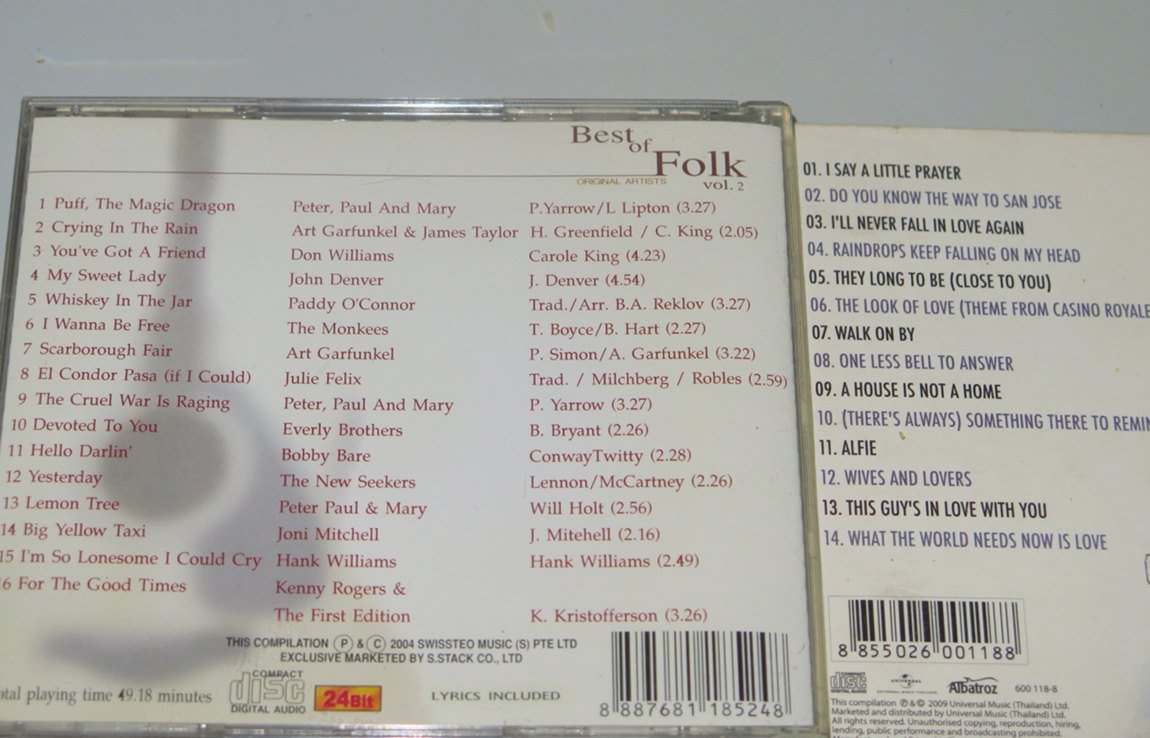 Best of
Folk
ORIGINAL ARTISTS
vol. 2
1 Puff, The Magic Dragon Peter, Paul And Mary P.Yarrow/L Lipton (3.27)
2 Crying In The Rain Art Garfunkel & James Taylor H. Greenfield / C. King (2.05)
3 You've Got A Friend Don Williams Carole King (4.23)
4 My Sweet Lady John Denver J. Denver (4.54)
5 Whiskey In The Jar Paddy O'Connor Trad./Arr. B.A. Reklov (3.27)
6 I Wanna Be Free The Monkees T. Boyce/B. Hart (2.27)
7 Scarborough Fair Art Garfunkel P. Simon/A. Garfunkel (3.22)
8 El Condor Pasa (if I Could) Julie Felix Trad. / Milchberg / Robles (2.59)
9 The Cruel War Is Raging Peter, Paul And Mary P. Yarrow (3.27)
10 Devoted To You Everly Brothers B. Bryant (2.26)
11 Hello Darlin' Bobby Bare ConwayTwitty (2.28)
12 Yesterday The New Seekers Lennon/McCartney (2.26)
13 Lemon Tree Peter Paul & Mary Will Holt (2.56)
14 Big Yellow Taxi Joni Mitchell J. Mitehell (2.16)
15 I'm So Lonesome I Could Cry Hank Williams Hank Williams (2.49)
6 For The Good Times Kenny Rogers &
The First Edition K. Kristofferson (3.26)
THIS COMPILATION P & C 2004 SWISSTEO MUSIC (S) PTE LTD
EXCLUSIVE MARKETED BY S.STACK CO., LTD
otal playing time 49.18 minutes
COMPACT
disc
DIGITAL AUDIO
24Bit
LYRICS INCLUDED
8 887681 185248
01. I SAY A LITTLE PRAYER
02. DO YOU KNOW THE WAY TO SAN JOSE
03. I'LL NEVER FALL IN LOVE AGAIN
04. RAINDROPS KEEP FALLING ON MY HEAD
05. THEY LONG TO BE (CLOSE TO YOU)
06. THE LOOK OF LOVE (THEME FROM CASINO ROYALE
07. WALK ON BY
08. ONE LESS BELL TO ANSWER
09. A HOUSE IS NOT A HOME
10. (THERE'S ALWAYS) SOMETHING THERE TO REMIN
11. ALFIE
12. WIVES AND LOVERS
13. THIS GUY'S IN LOVE WITH YOU
14. WHAT THE WORLD NEEDS NOW IS LOVE
8 855026 001188
disc
DIGITAL AUDIO
UNIVERSAL
Albatroz
600 118-8
This compilation ℗ & © 2009 Universal Music (Thailand) Ltd.
Marketed and distributed by Universal Music (Thailand) Ltd.
All rights reserved. Unauthorised copying, reproduction, hiring,
lending, public performance and broadcasting prohibited.